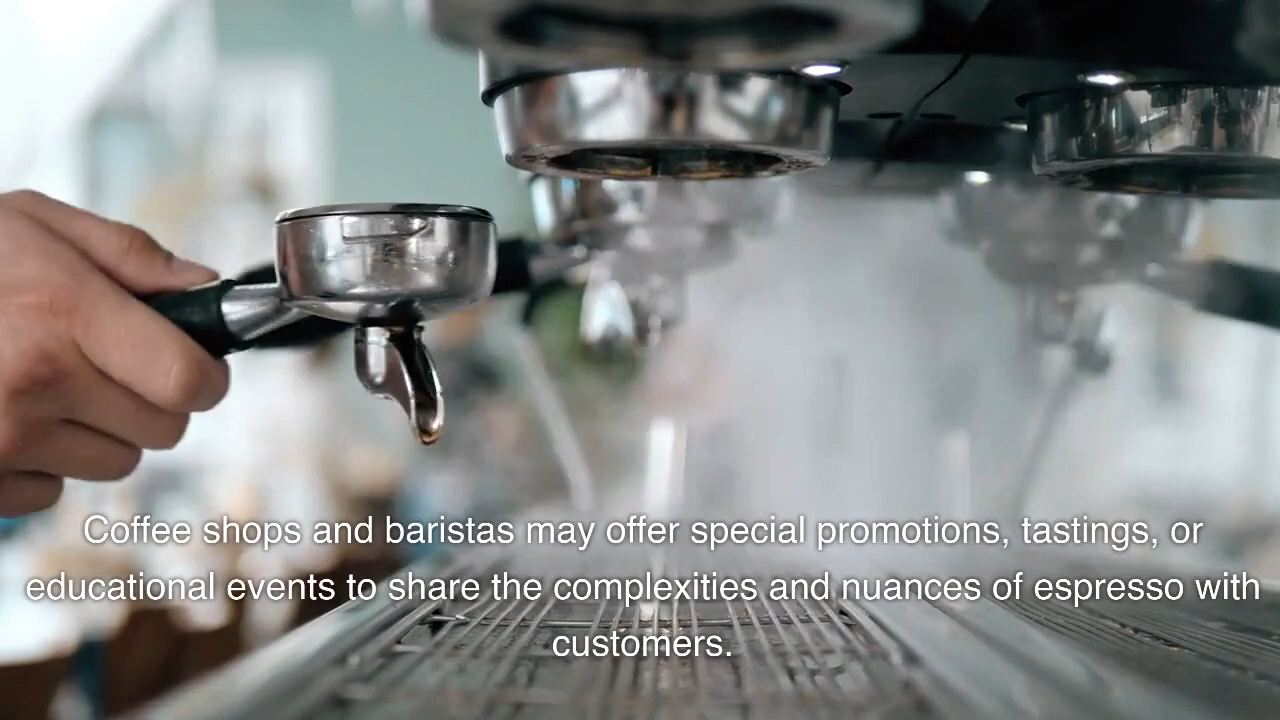 Coffee shops and baristas may offer special promotions, tastings, or
educational events to share the complexities and nuances of espresso with
customers.